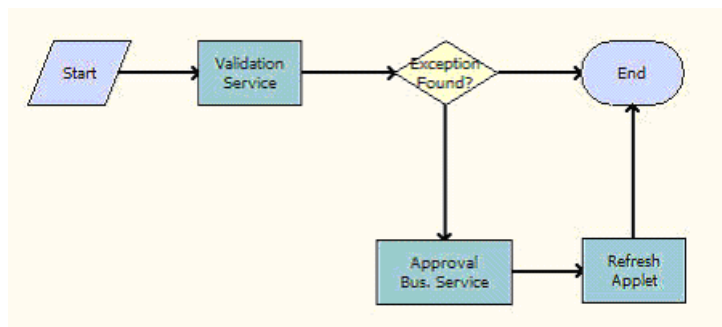 Start
Validation
Service
Exception
Found?
End
Approval
Bus. Service
Refresh
Applet